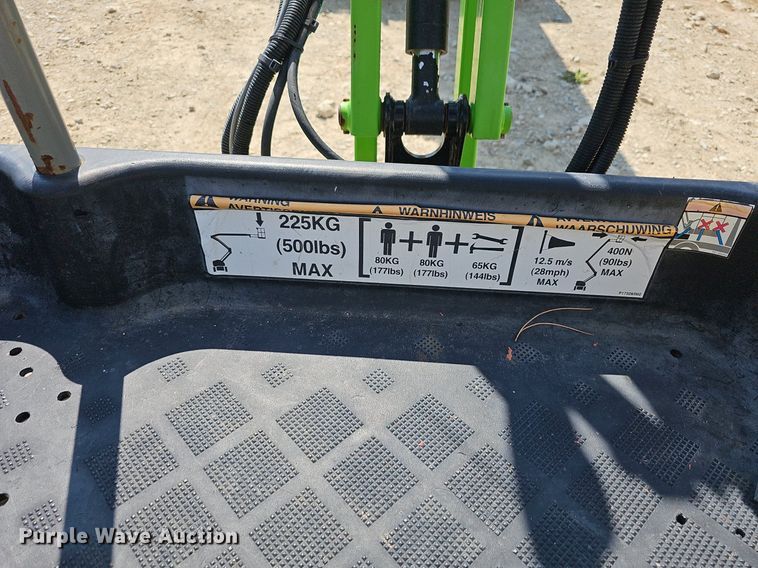 WARNING
WARNHINWEIS
WAARSCHUWING
225KG
(500lbs)
MAX
80KG
(177lbs)
80KG
(177lbs)
65KG
(144lbs)
12.5 m/s
(28mph)
MAX
400N
(90lbs)
MAX
Purple Wave Auction